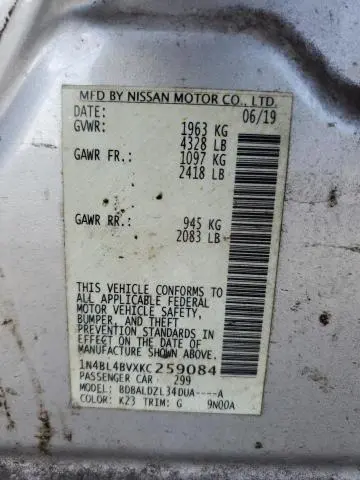 MFD BY NISSAN MOTOR CO., LTD.
DATE: 06/19
GVWR: 1963 KG
4328 LB
GAWR FR.: 1097 KG
2418 LB
GAWR RR.: 945 KG
2083 LB
THIS VEHICLE CONFORMS TO
ALL APPLICABLE FEDERAL
MOTOR VEHICLE SAFETY,
BUMPER, AND THEFT
PREVENTION STANDARDS IN
EFFECT ON THE DATE OF
MANUFACTURE SHOWN ABOVE.
1N4BL4BVXKC259084
PASSENGER CAR 299
MODEL: BDBALDZL34DUA----A
COLOR: K23 TRIM: G 9NQ0A